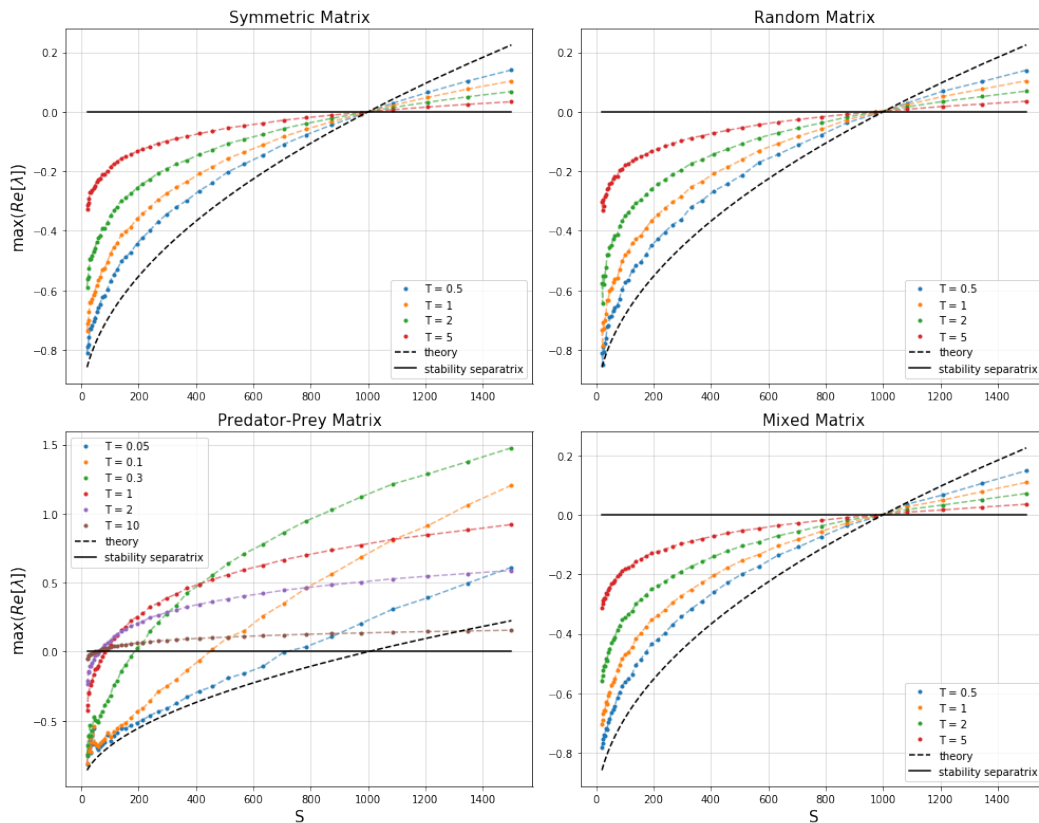 Symmetric Matrix
max(Re[λ])
0.2
0.0
−0.2
−0.4
−0.6
−0.8
0 200 400 600 800 1000 1200 1400
T = 0.5
T = 1
T = 2
T = 5
theory
stability separatrix
Random Matrix
0.2
0.0
−0.2
−0.4
−0.6
−0.8
0 200 400 600 800 1000 1200 1400
T = 0.5
T = 1
T = 2
T = 5
theory
stability separatrix
Predator-Prey Matrix
max(Re[λ])
1.5
1.0
0.5
0.0
−0.5
0 200 400 600 800 1000 1200 1400
S
T = 0.05
T = 0.1
T = 0.3
T = 1
T = 2
T = 10
theory
stability separatrix
Mixed Matrix
0.2
0.0
−0.2
−0.4
−0.6
−0.8
0 200 400 600 800 1000 1200 1400
S
T = 0.5
T = 1
T = 2
T = 5
theory
stability separatrix